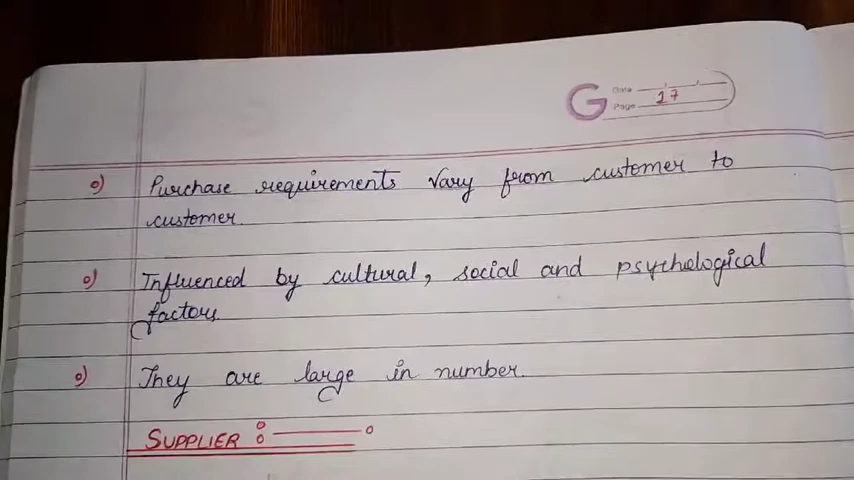 G Date
Page 17
o) Purchase requirements vary from customer to
customer
o) Influenced by cultural, social and psychological
factors
o) They are large in number.
SUPPLIER :